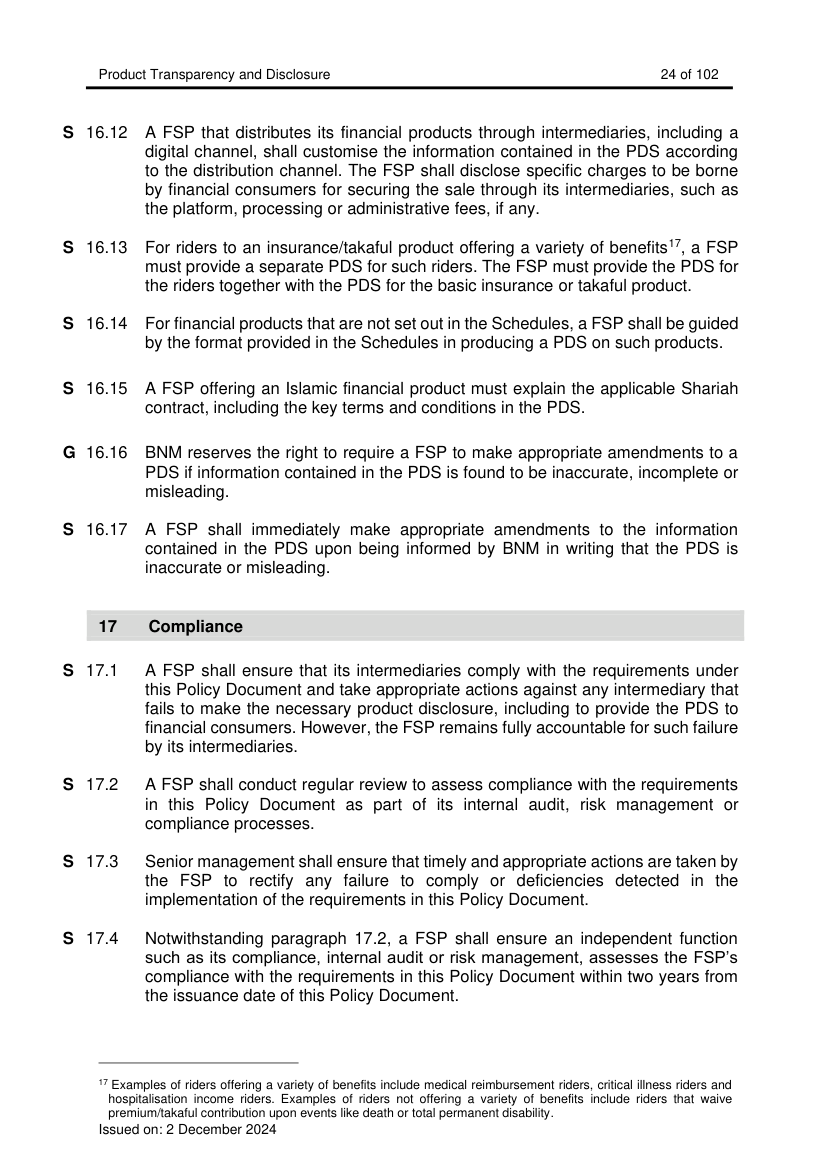 Product Transparency and Disclosure 24 of 102
S 16.12 A FSP that distributes its financial products through intermediaries, including a
digital channel, shall customise the information contained in the PDS according
to the distribution channel. The FSP shall disclose specific charges to be borne
by financial consumers for securing the sale through its intermediaries, such as
the platform, processing or administrative fees, if any.
S 16.13 For riders to an insurance/takaful product offering a variety of benefits17, a FSP
must provide a separate PDS for such riders. The FSP must provide the PDS for
the riders together with the PDS for the basic insurance or takaful product.
S 16.14 For financial products that are not set out in the Schedules, a FSP shall be guided
by the format provided in the Schedules in producing a PDS on such products.
S 16.15 A FSP offering an Islamic financial product must explain the applicable Shariah
contract, including the key terms and conditions in the PDS.
G 16.16 BNM reserves the right to require a FSP to make appropriate amendments to a
PDS if information contained in the PDS is found to be inaccurate, incomplete or
misleading.
S 16.17 A FSP shall immediately make appropriate amendments to the information
contained in the PDS upon being informed by BNM in writing that the PDS is
inaccurate or misleading.
17 Compliance
S 17.1 A FSP shall ensure that its intermediaries comply with the requirements under
this Policy Document and take appropriate actions against any intermediary that
fails to make the necessary product disclosure, including to provide the PDS to
financial consumers. However, the FSP remains fully accountable for such failure
by its intermediaries.
S 17.2 A FSP shall conduct regular review to assess compliance with the requirements
in this Policy Document as part of its internal audit, risk management or
compliance processes.
S 17.3 Senior management shall ensure that timely and appropriate actions are taken by
the FSP to rectify any failure to comply or deficiencies detected in the
implementation of the requirements in this Policy Document.
S 17.4 Notwithstanding paragraph 17.2, a FSP shall ensure an independent function
such as its compliance, internal audit or risk management, assesses the FSP's
compliance with the requirements in this Policy Document within two years from
the issuance date of this Policy Document.
17 Examples of riders offering a variety of benefits include medical reimbursement riders, critical illness riders and
hospitalisation income riders. Examples of riders not offering a variety of benefits include riders that waive
premium/takaful contribution upon events like death or total permanent disability.
Issued on: 2 December 2024